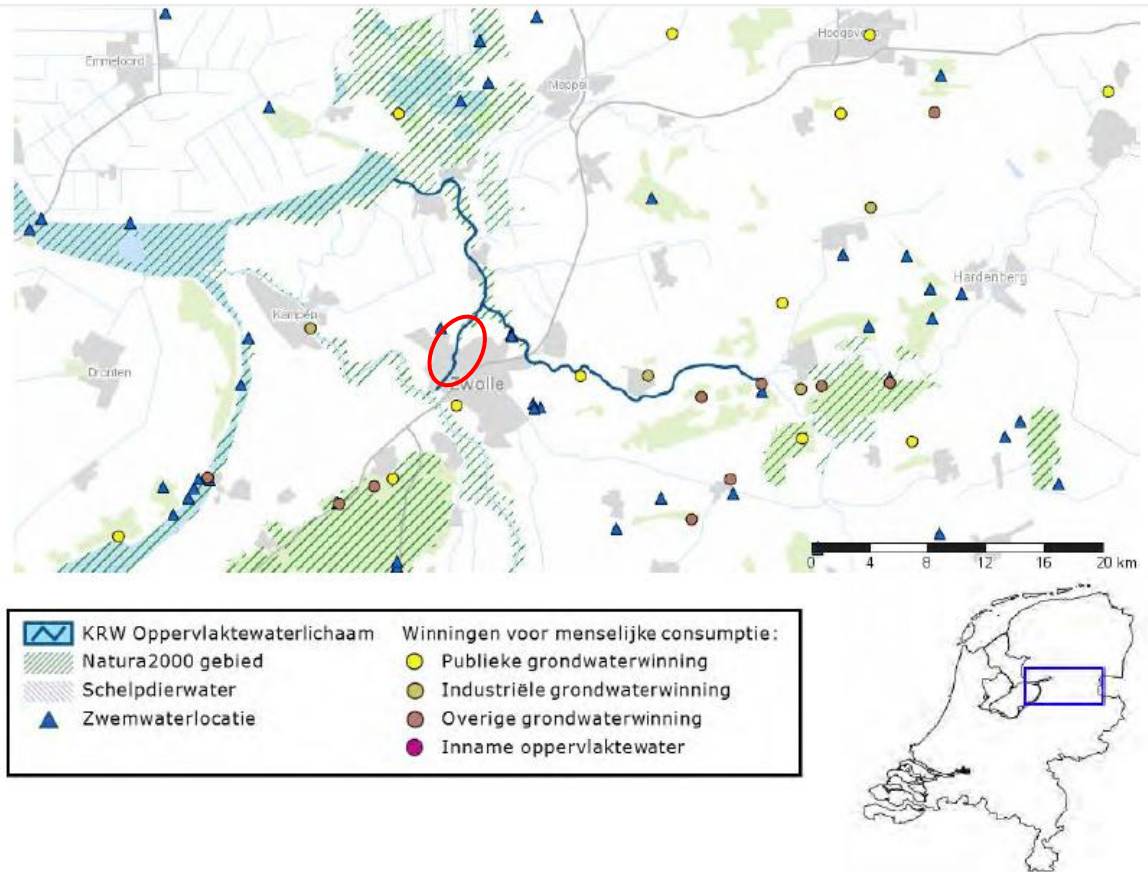 Emmeloord
Meppel
Hoogeveen
Hardenberg
Kampen
Dronten
Zwolle
0 4 8 12 16 20 km
KRW Oppervlaktewaterlichaam
Natura2000 gebied
Schelpdierwater
Zwemwaterlocatie
Winningen voor menselijke consumptie:
Publieke grondwaterwinning
Industriële grondwaterwinning
Overige grondwaterwinning
Inname oppervlaktewater